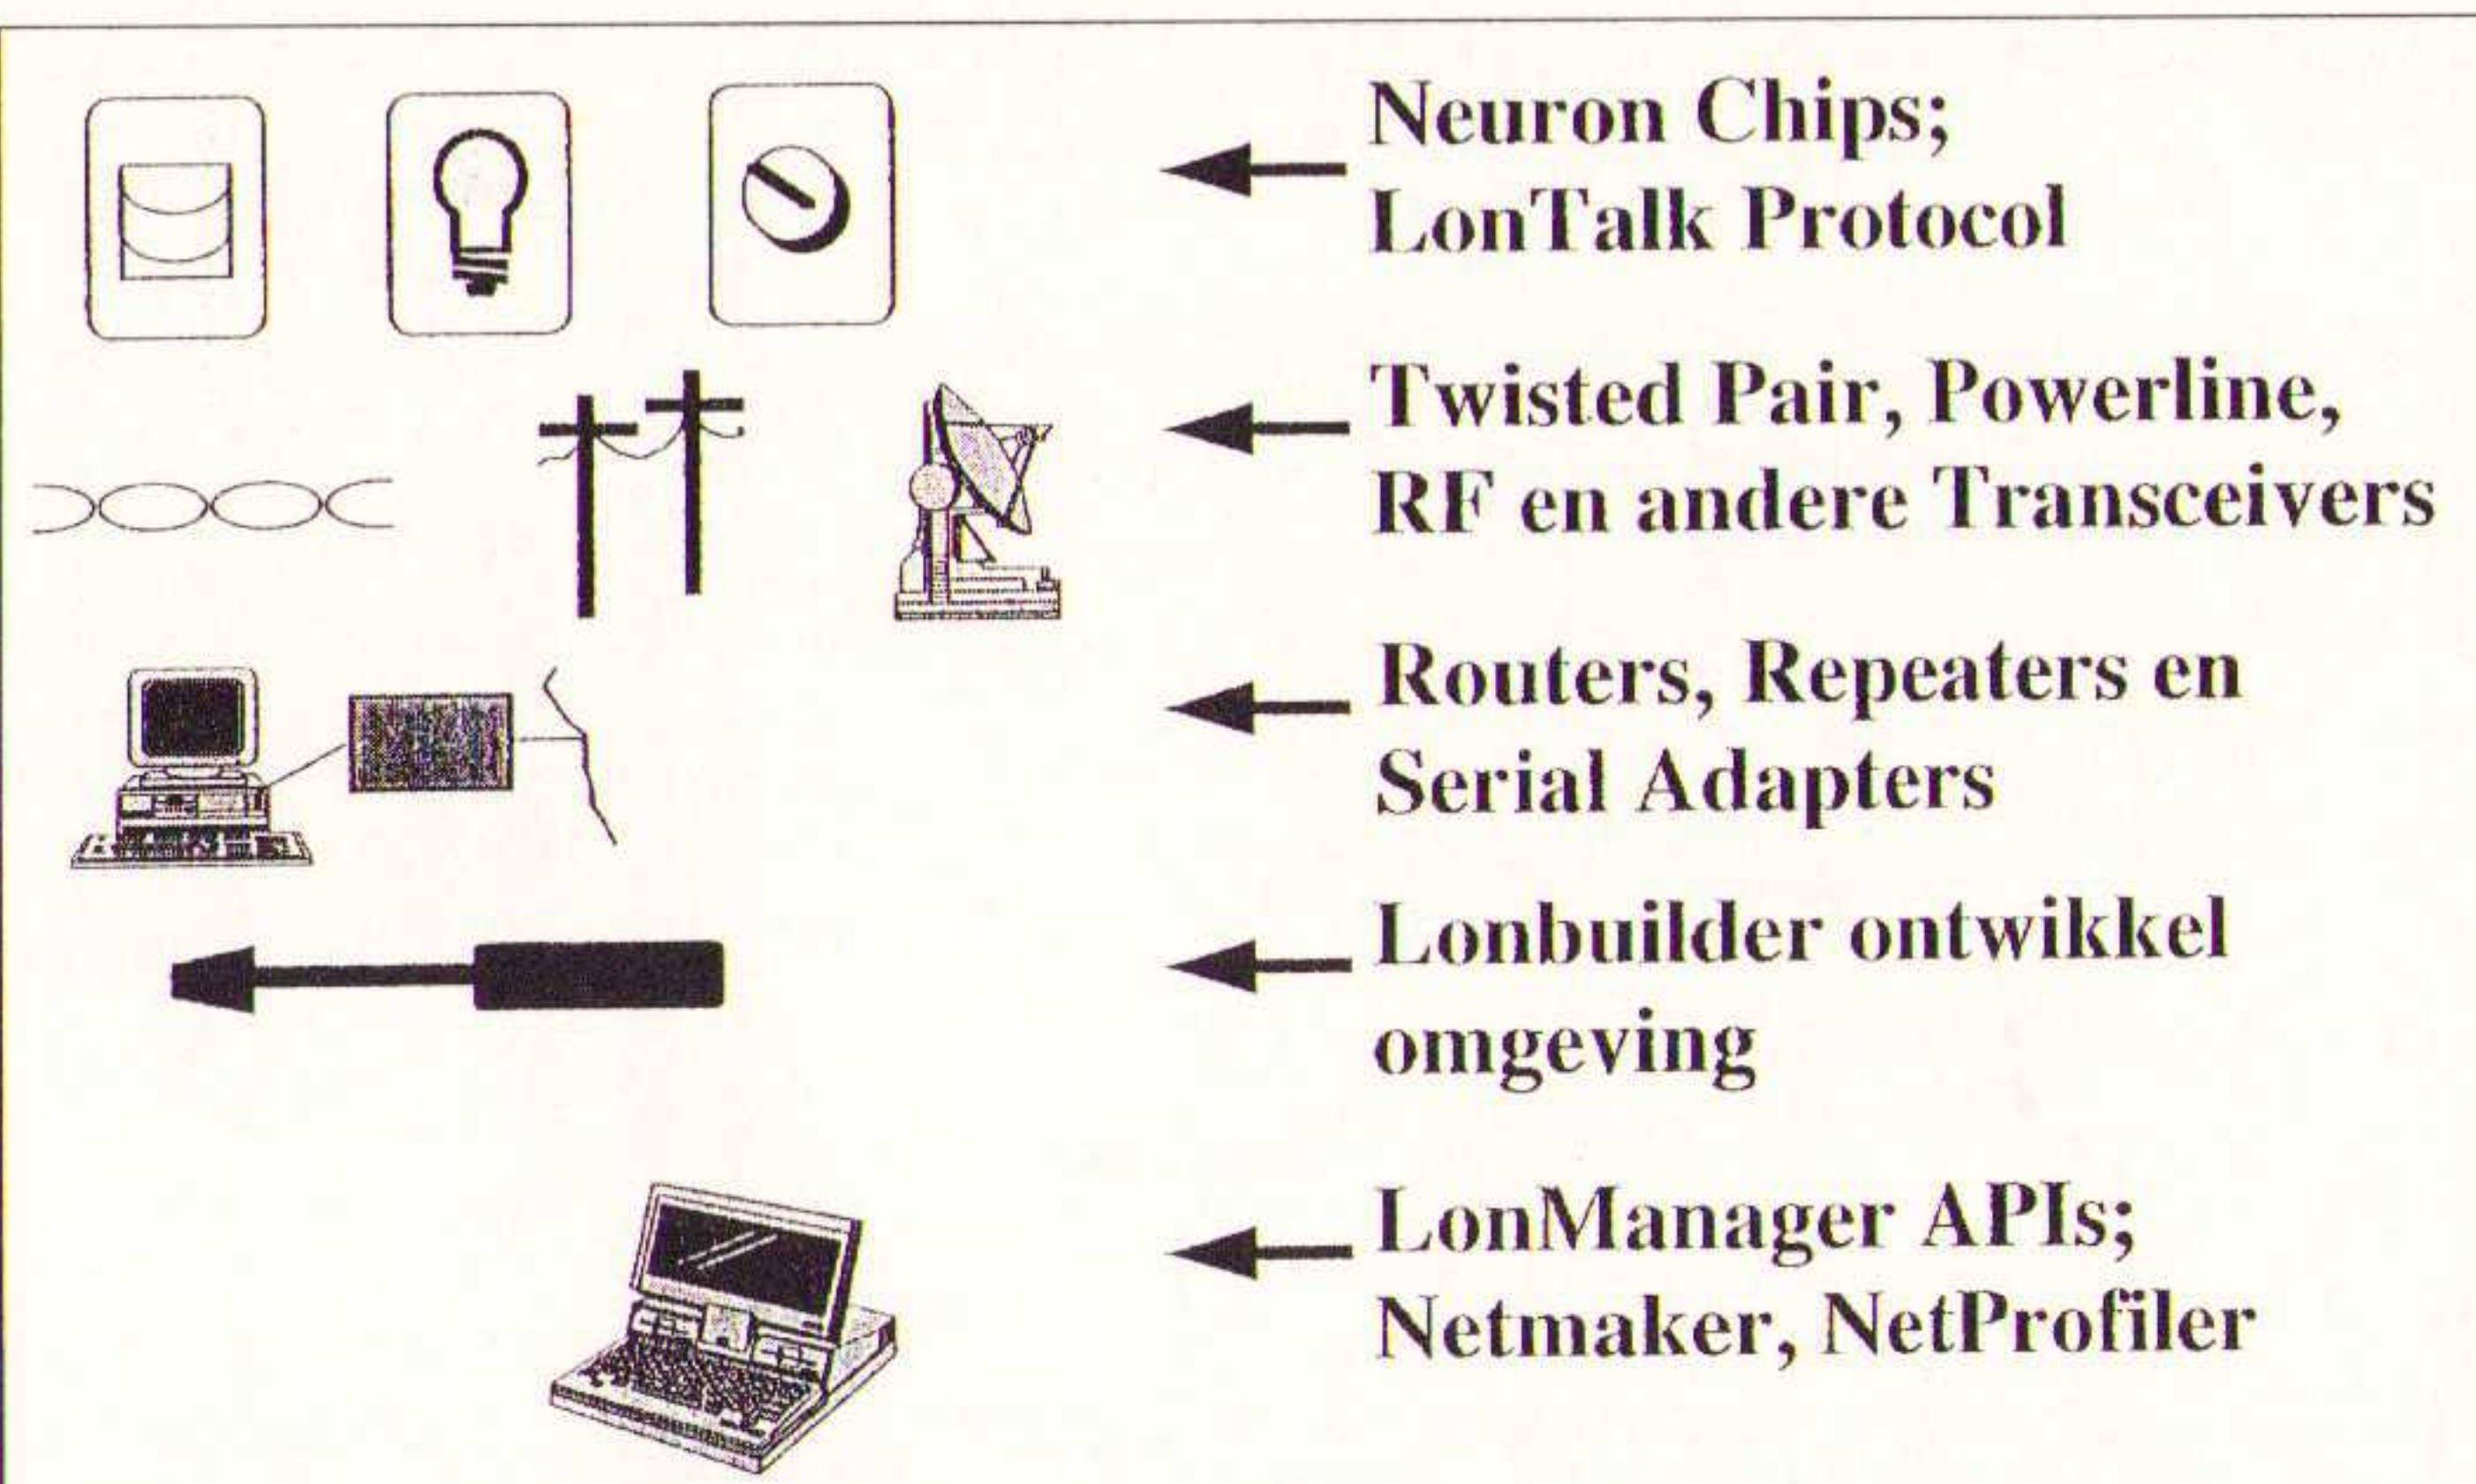 Neuron Chips;
LonTalk Protocol
Twisted Pair, Powerline,
RF en andere Transceivers
Routers, Repeaters en
Serial Adapters
Lonbuilder ontwikkel
omgeving
LonManager APIs;
Netmaker, NetProfiler